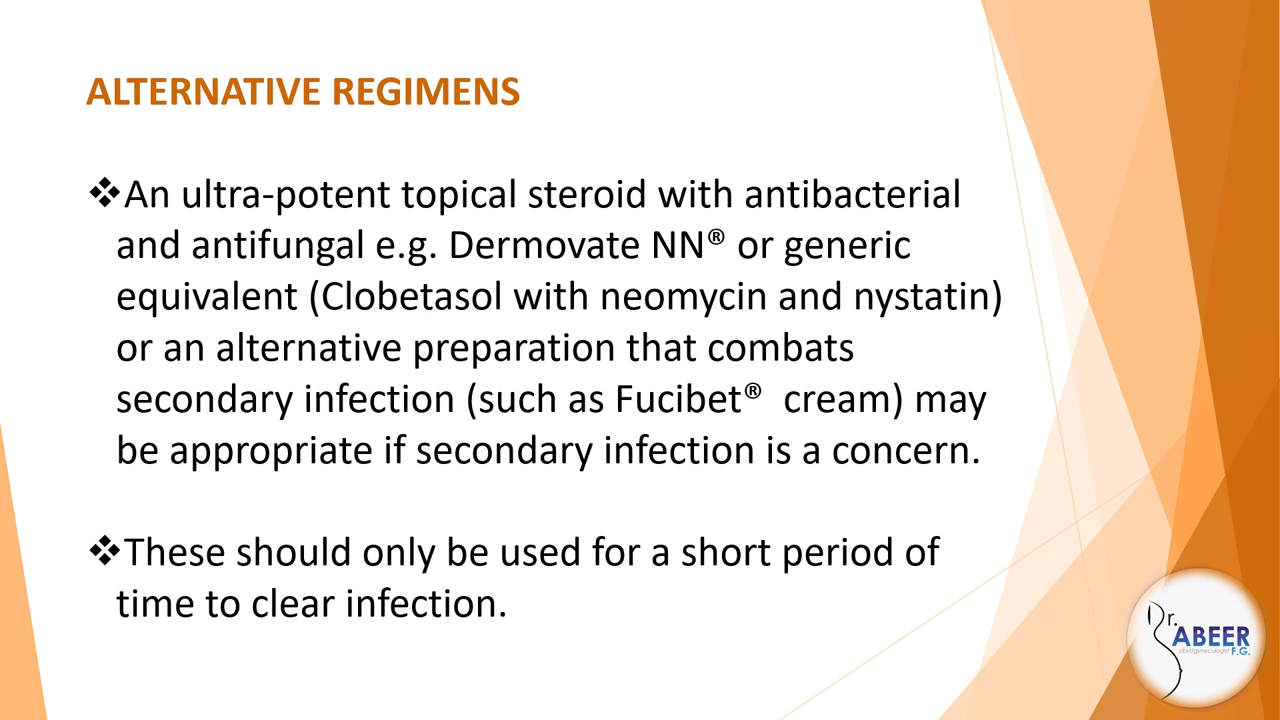 ALTERNATIVE REGIMENS
❖An ultra-potent topical steroid with antibacterial
and antifungal e.g. Dermovate NN® or generic
equivalent (Clobetasol with neomycin and nystatin)
or an alternative preparation that combats
secondary infection (such as Fucibet® cream) may
be appropriate if secondary infection is a concern.
❖These should only be used for a short period of
time to clear infection.
Dr.
ABEER
F.G.